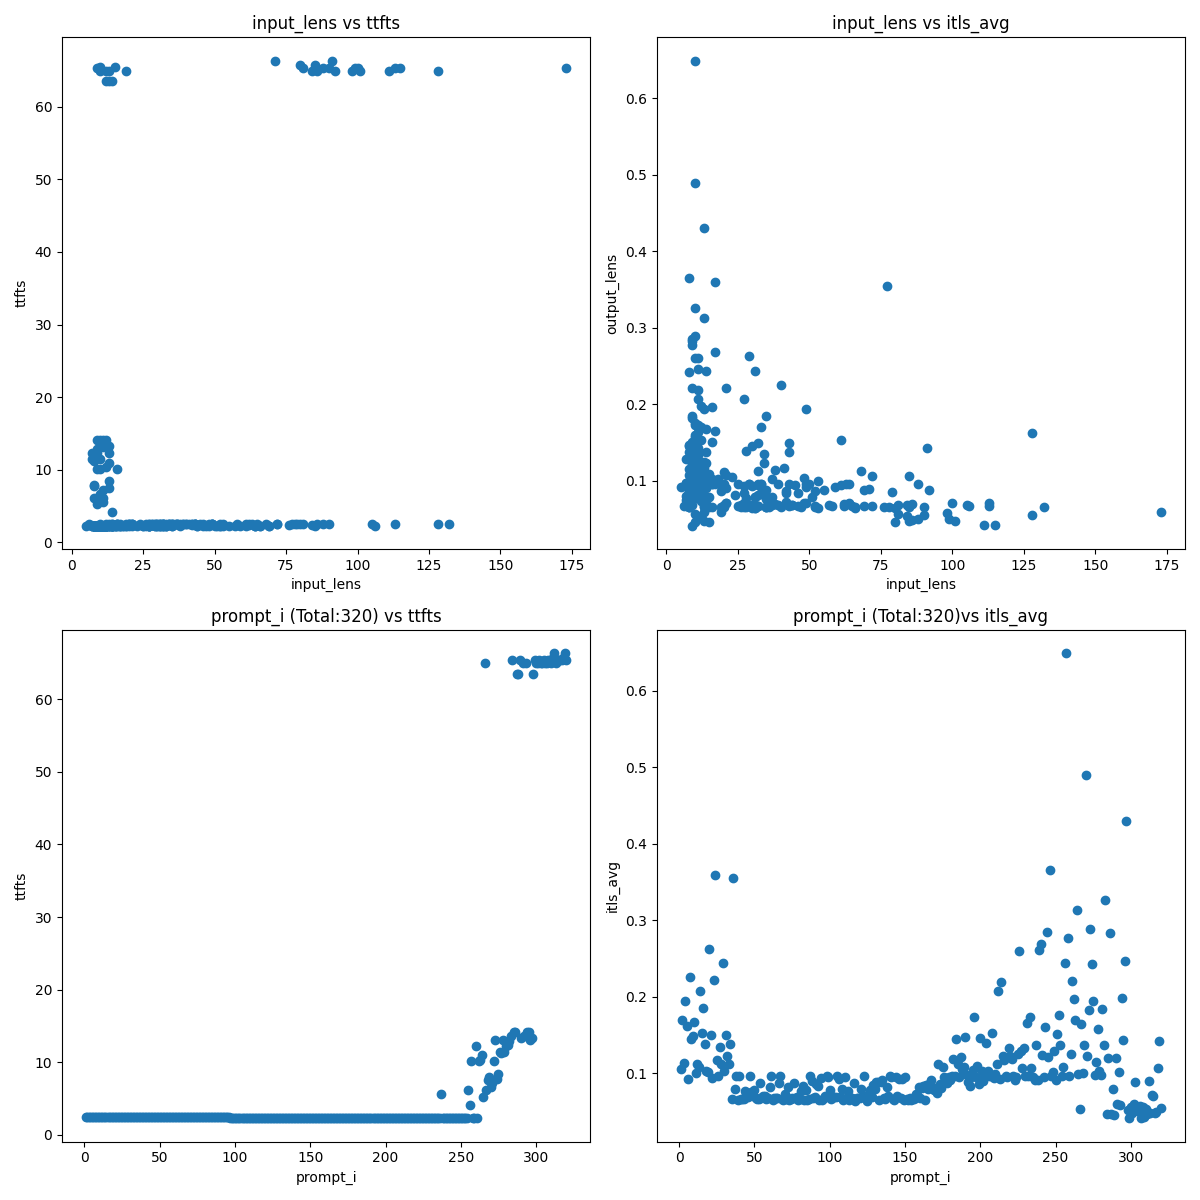 input_lens vs ttfts
ttfts
60
50
40
30
20
10
0
0 25 50 75 100 125 150 175
input_lens
input_lens vs itls_avg
output_lens
0.6
0.5
0.4
0.3
0.2
0.1
0 25 50 75 100 125 150 175
input_lens
prompt_i (Total:320) vs ttfts
ttfts
60
50
40
30
20
10
0
0 50 100 150 200 250 300
prompt_i
prompt_i (Total:320)vs itls_avg
itls_avg
0.6
0.5
0.4
0.3
0.2
0.1
0 50 100 150 200 250 300
prompt_i